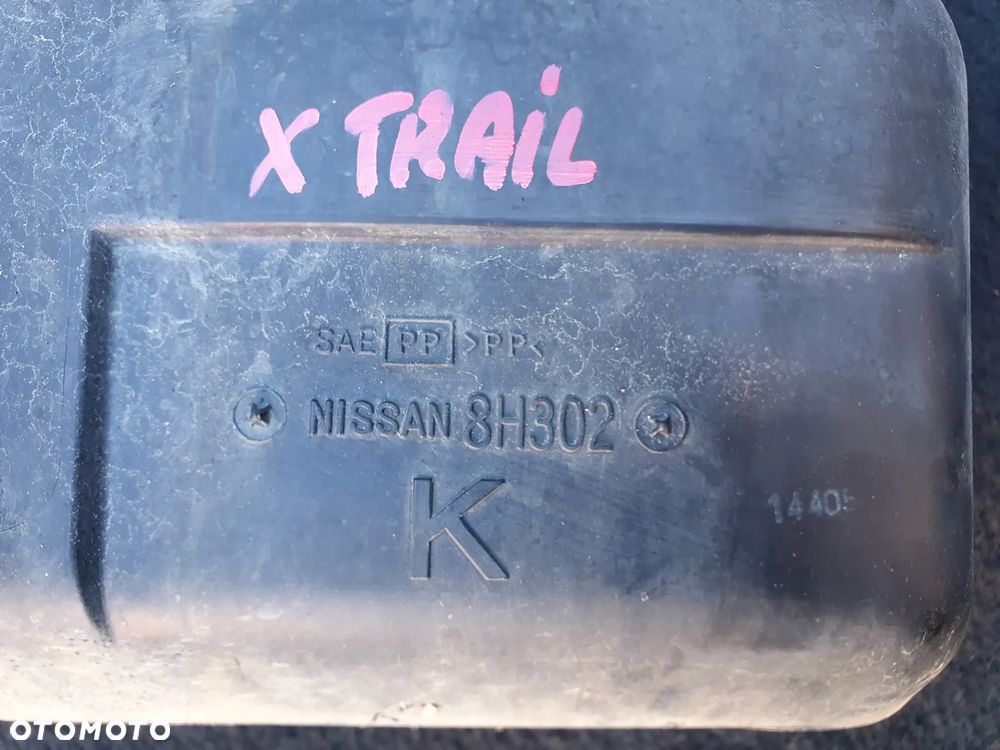 X TRAIL
SAE PP >PP<
NISSAN 8H302
K
14405
OTOMOTO